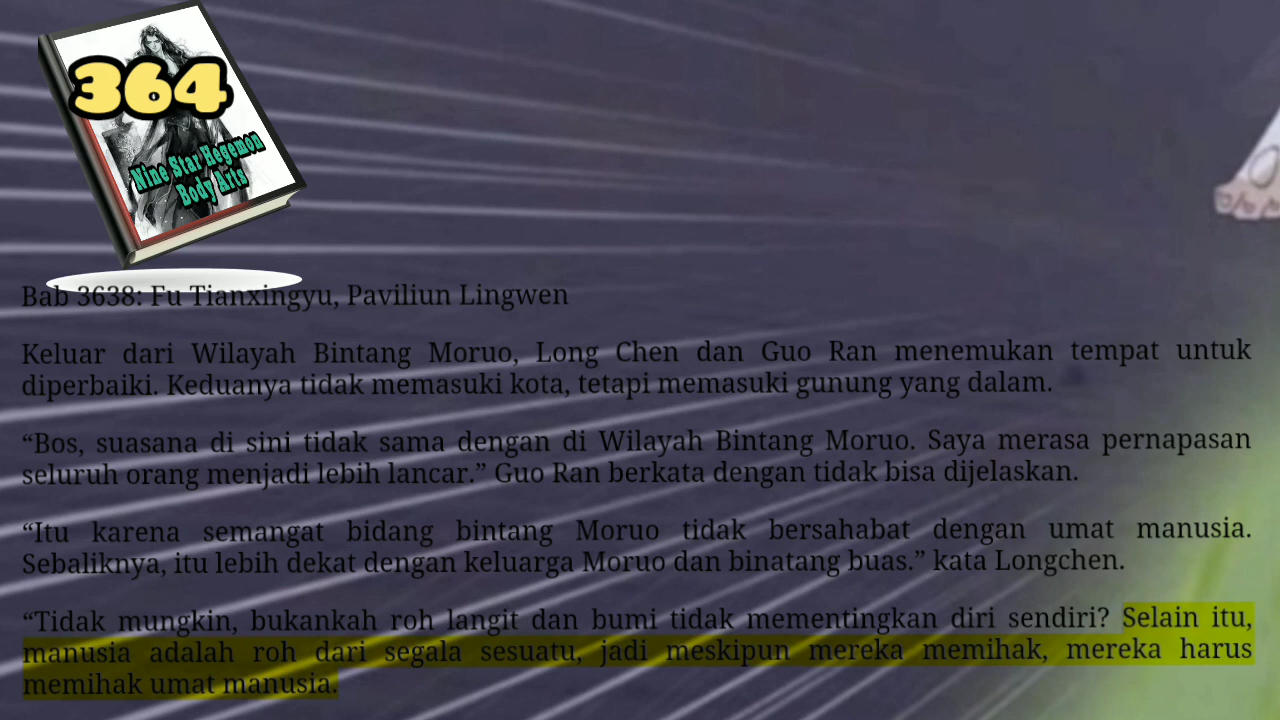 364
Nine Star Hegemon
Body Arts
Bab 3638: Fu Tianxingyu, Paviliun Lingwen
Keluar dari Wilayah Bintang Moruo, Long Chen dan Guo Ran menemukan tempat untuk
diperbaiki. Keduanya tidak memasuki kota, tetapi memasuki gunung yang dalam.
“Bos, suasana di sini tidak sama dengan di Wilayah Bintang Moruo. Saya merasa pernapasan
seluruh orang menjadi lebih lancar.” Guo Ran berkata dengan tidak bisa dijelaskan.
“Itu karena semangat bidang bintang Moruo tidak bersahabat dengan umat manusia.
Sebaliknya, itu lebih dekat dengan keluarga Moruo dan binatang buas.” kata Longchen.
“Tidak mungkin, bukankah roh langit dan bumi tidak mementingkan diri sendiri? Selain itu,
manusia adalah roh dari segala sesuatu, jadi meskipun mereka memihak, mereka harus
memihak umat manusia.